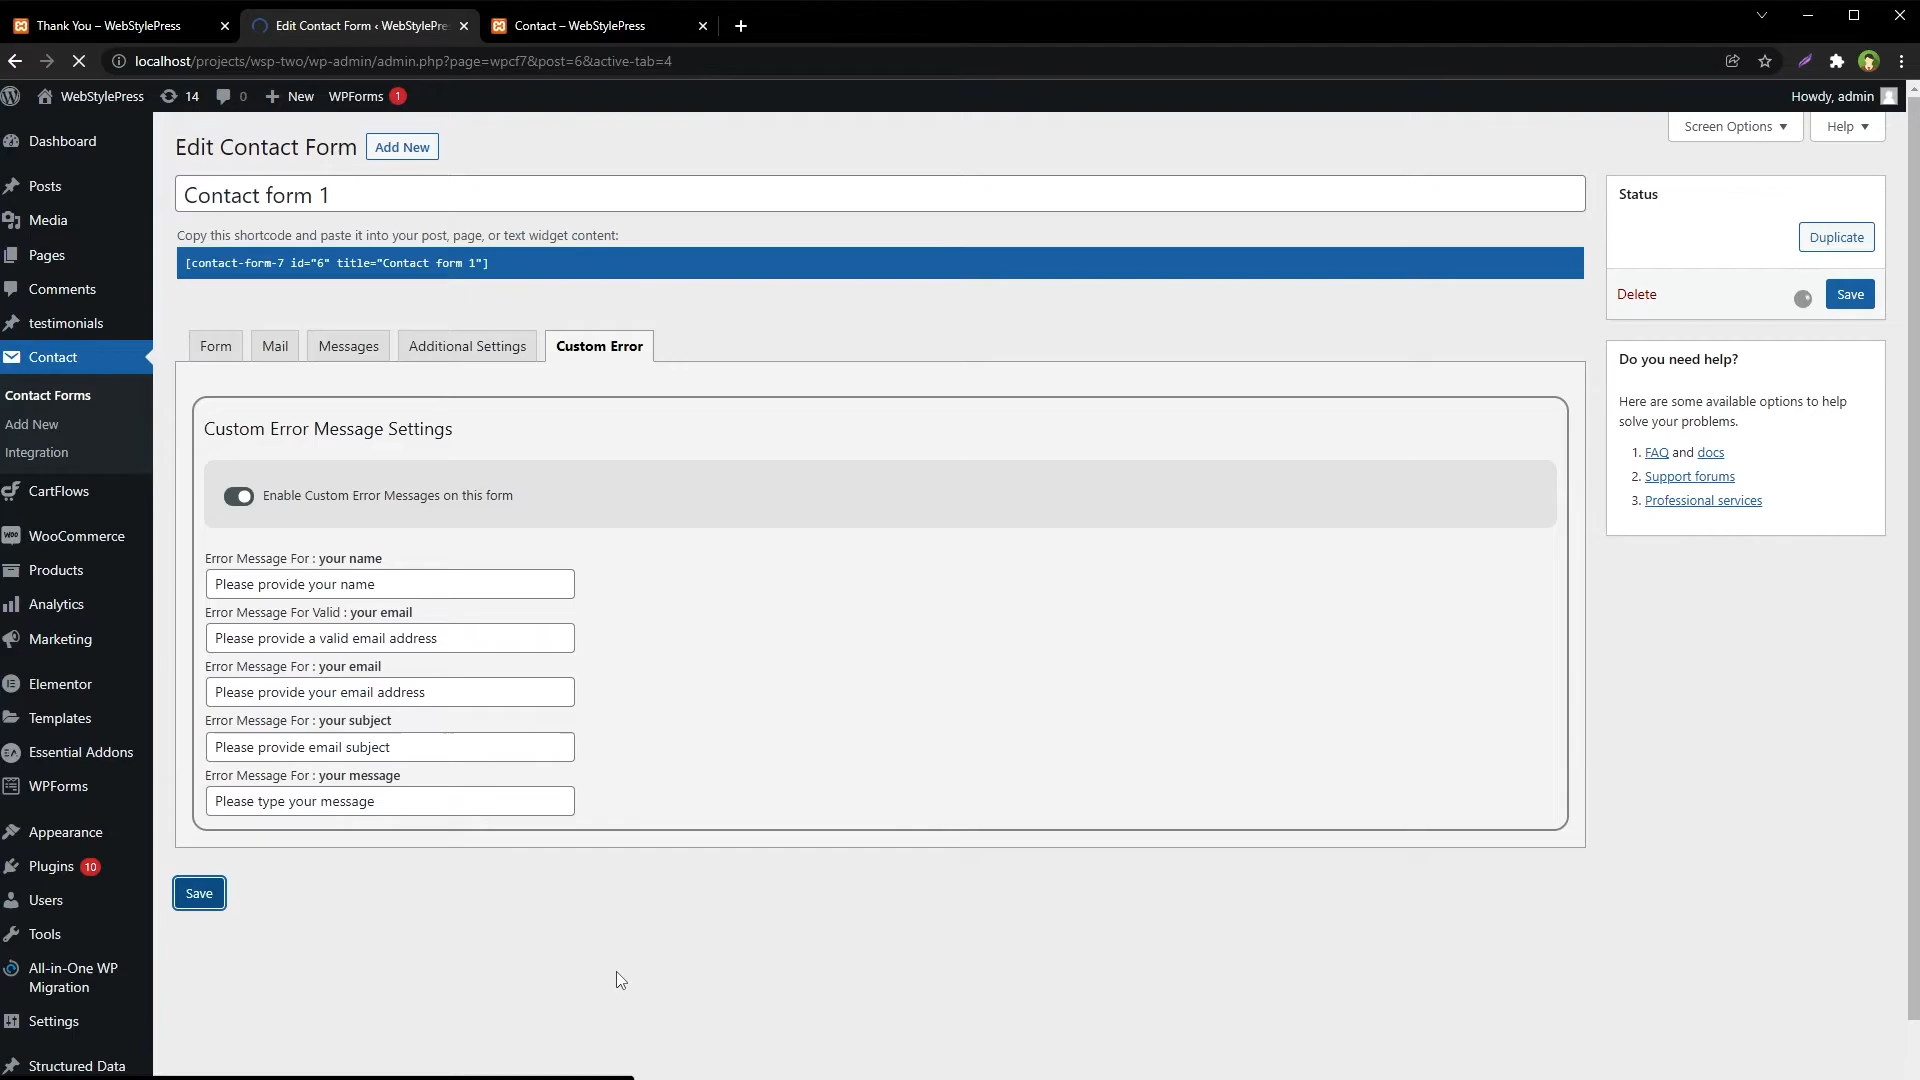 Thank You – WebStylePress
Edit Contact Form ‹ WebStylePre
Contact – WebStylePress
localhost/projects/wsp-two/wp-admin/admin.php?page=wpcf7&post=6&active-tab=4
WebStylePress 14 0 New WPForms 1 Howdy, admin
Screen Options Help
Dashboard
Posts
Media
Pages
Comments
testimonials
Contact
Contact Forms
Add New
Integration
CartFlows
WooCommerce
Products
Analytics
Marketing
Elementor
Templates
Essential Addons
WPForms
Appearance
Plugins 10
Users
Tools
All-in-One WP
Migration
Settings
Structured Data
Edit Contact Form Add New
Contact form 1
Copy this shortcode and paste it into your post, page, or text widget content:
[contact-form-7 id="6" title="Contact form 1"]
Form Mail Messages Additional Settings Custom Error
Custom Error Message Settings
Enable Custom Error Messages on this form
Error Message For : your name
Please provide your name
Error Message For Valid : your email
Please provide a valid email address
Error Message For : your email
Please provide your email address
Error Message For : your subject
Please provide email subject
Error Message For : your message
Please type your message
Save
Status
Duplicate
Delete Save
Do you need help?
Here are some available options to help
solve your problems.
1. FAQ and docs
2. Support forums
3. Professional services